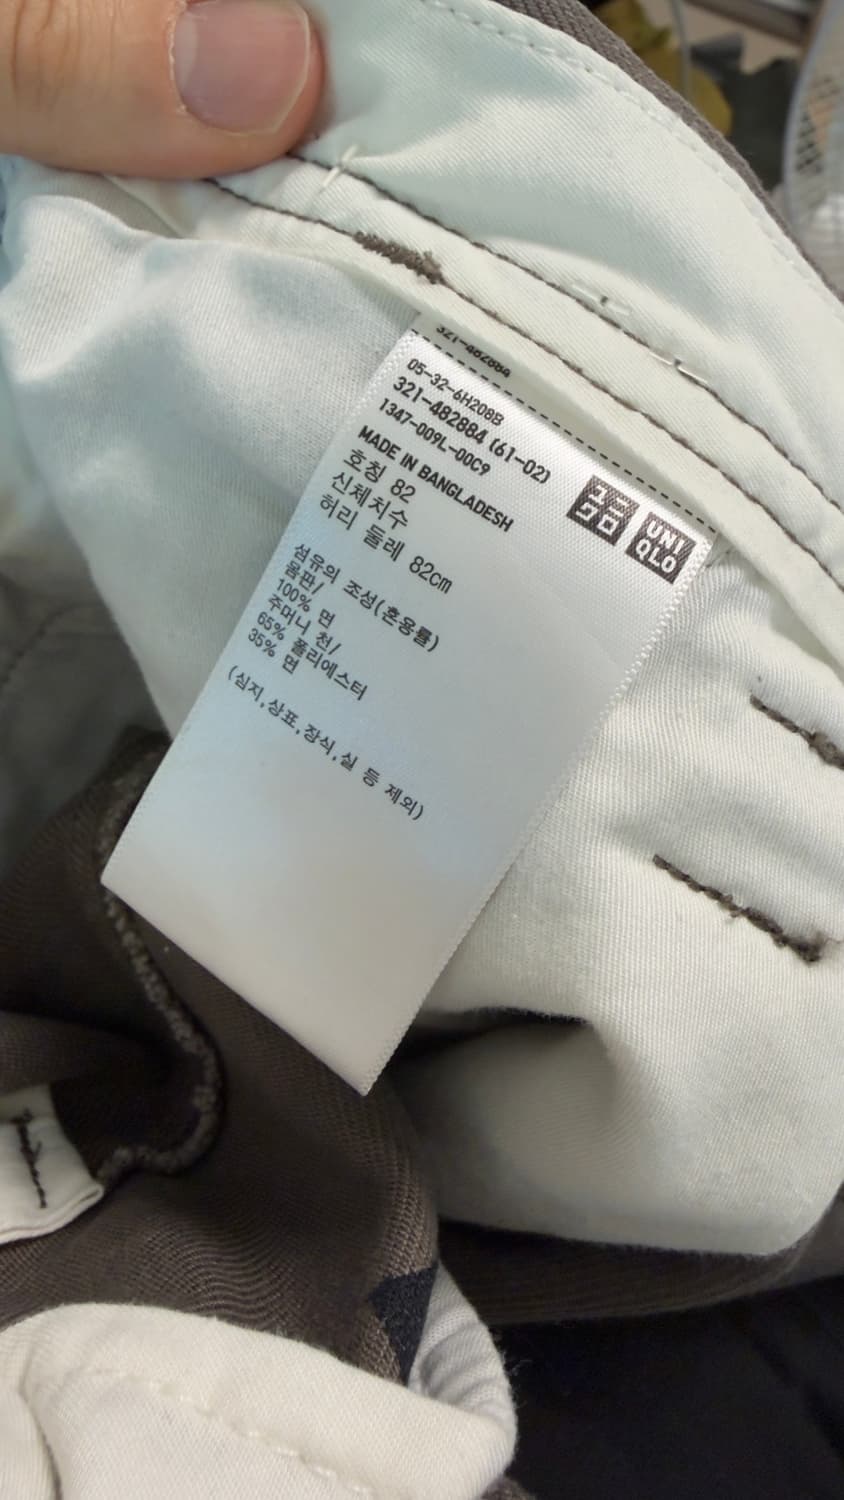 321-482884
05-32-6H208B
321-482884 (61-02)
1347-009L-00C9
MADE IN BANGLADESH
호칭 82
신체치수
허리 둘레 82cm
섬유의 조성(혼용률)
몸판/
100% 면
주머니 천/
65% 폴리에스터
35% 면
(심지,상표,장식,실 등 제외)
ユニ
クロ
UNI
QLO